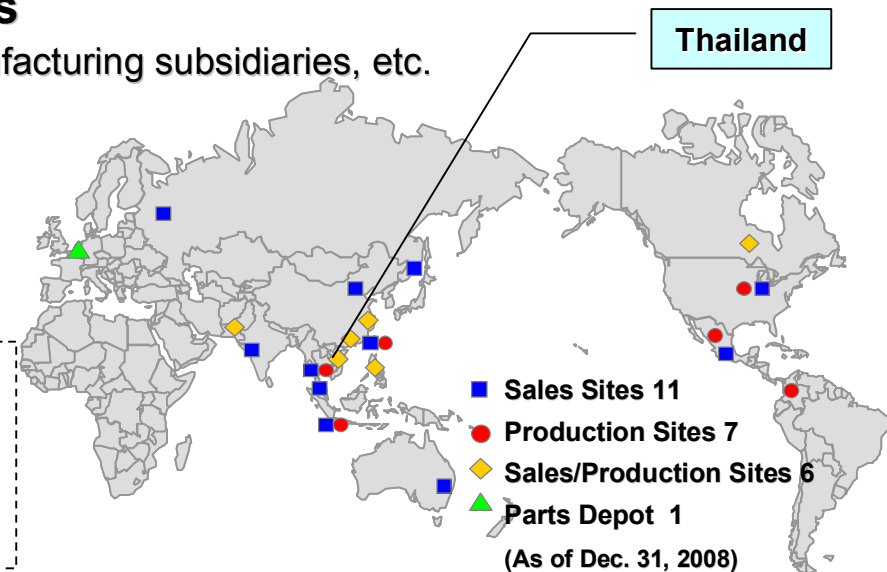 s
facturing subsidiaries, etc.
Thailand
Sales Sites 11
Production Sites 7
Sales/Production Sites 6
Parts Depot 1
(As of Dec. 31, 2008)